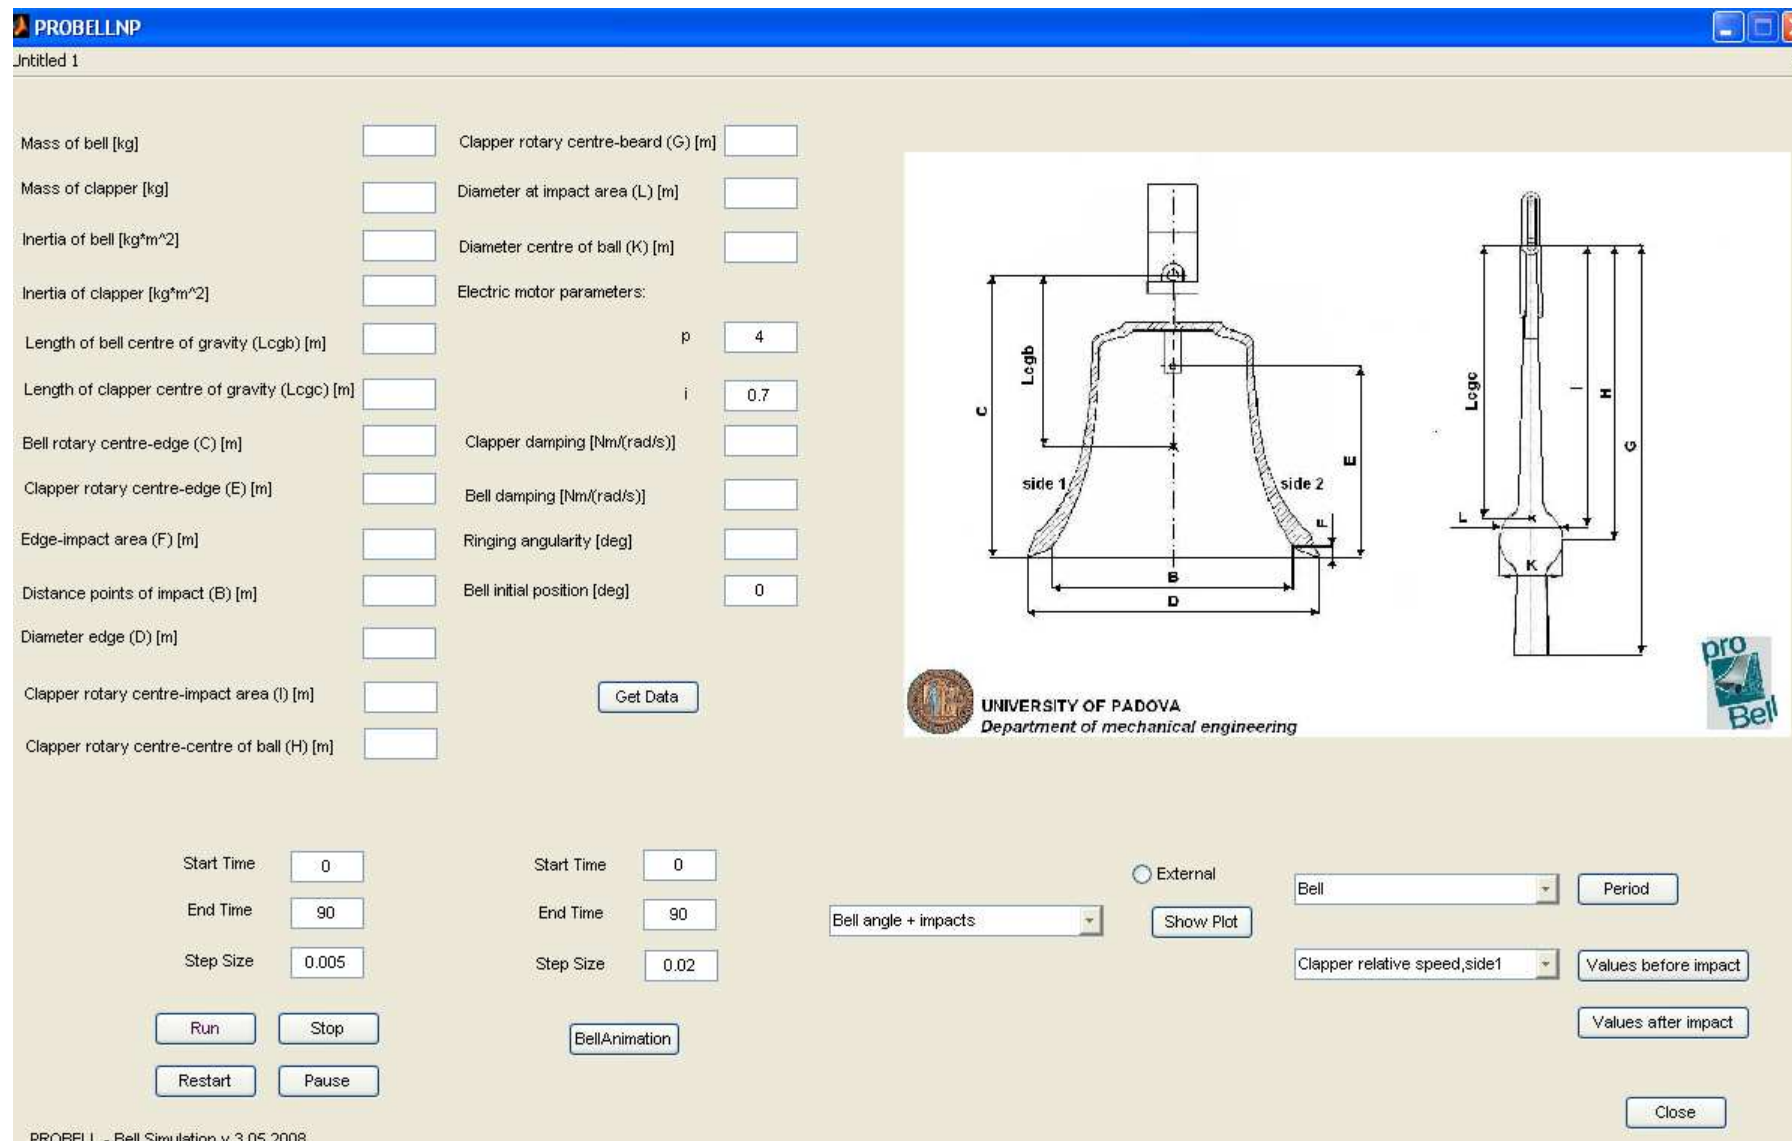 PROBELLNP
Untitled 1
Mass of bell [kg]
Mass of clapper [kg]
Inertia of bell [kg*m^2]
Inertia of clapper [kg*m^2]
Length of bell centre of gravity (Lcgb) [m]
Length of clapper centre of gravity (Lcgc) [m]
Bell rotary centre-edge (C) [m]
Clapper rotary centre-edge (E) [m]
Edge-impact area (F) [m]
Distance points of impact (B) [m]
Diameter edge (D) [m]
Clapper rotary centre-impact area (I) [m]
Clapper rotary centre-centre of ball (H) [m]
Clapper rotary centre-beard (G) [m]
Diameter at impact area (L) [m]
Diameter centre of ball (K) [m]
Electric motor parameters:
p 4
i 0.7
Clapper damping [Nm/(rad/s)]
Bell damping [Nm/(rad/s)]
Ringing angularity [deg]
Bell initial position [deg] 0
Get Data
C
Lcgb
E
side 1
side 2
F
B
D
Lcgc
I
H
G
L
K
UNIVERSITY OF PADOVA
Department of mechanical engineering
pro
Bell
Start Time 0
End Time 90
Step Size 0.005
Run Stop
Restart Pause
Start Time 0
End Time 90
Step Size 0.02
BellAnimation
Bell angle + impacts
External
Show Plot
Bell
Period
Clapper relative speed,side1
Values before impact
Values after impact
Close
PROBELL - Bell Simulation v.3.05.2008